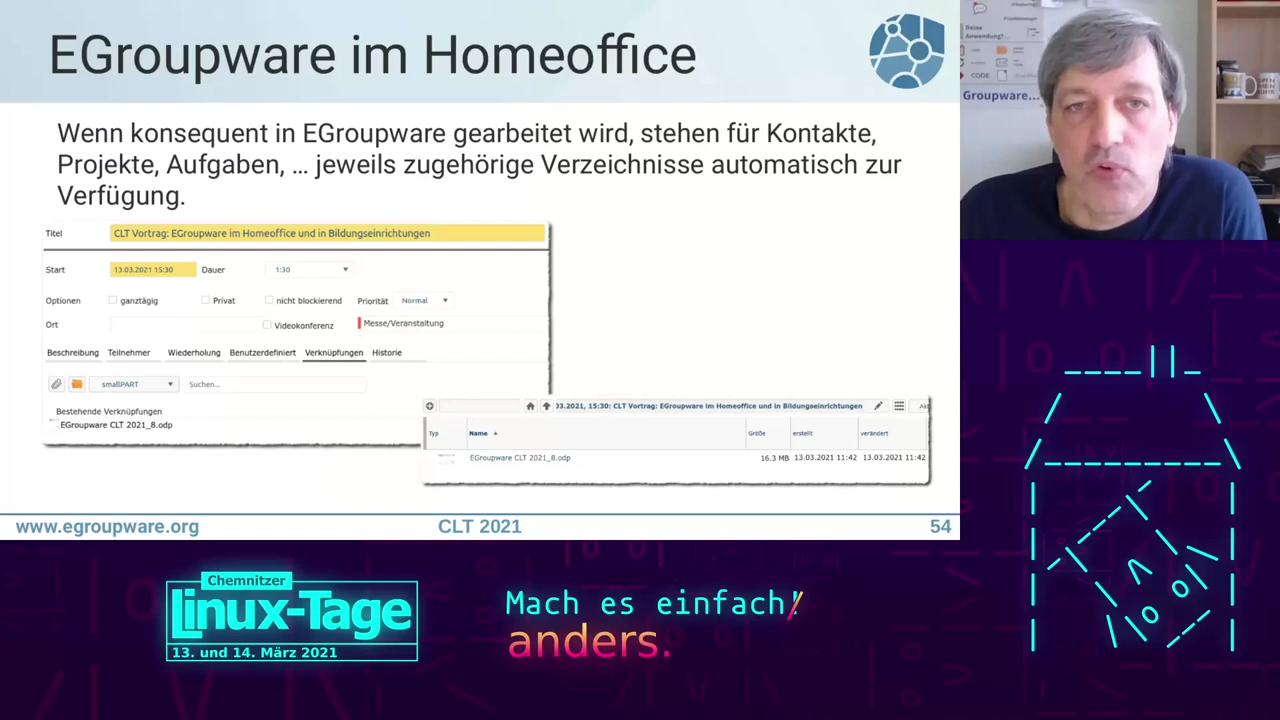 EGroupware im Homeoffice
Wenn konsequent in EGroupware gearbeitet wird, stehen für Kontakte,
Projekte, Aufgaben, ... jeweils zugehörige Verzeichnisse automatisch zur
Verfügung.
Titel CLT Vortrag: EGroupware im Homeoffice und in Bildungseinrichtungen
Start 13.03.2021 15:30 Dauer 1:30
Optionen ganztägig Privat nicht blockierend Priorität Normal
Ort Videokonferenz Messe/Veranstaltung
Beschreibung Teilnehmer Wiederholung Benutzerdefiniert Verknüpfungen Historie
smallPART Suchen...
Bestehende Verknüpfungen
EGroupware CLT 2021_8.odp
03.2021, 15:30: CLT Vortrag: EGroupware im Homeoffice und in Bildungseinrichtungen
Typ Name Größe erstellt verändert
EGroupware CLT 2021_8.odp 16.3 MB 13.03.2021 11:42 13.03.2021 11:42
www.egroupware.org CLT 2021 54
Deine
Anwendung?...
CODE
Groupware...
Chemnitzer
Linux-Tage
13. und 14. März 2021
Mach es einfach!
anders.